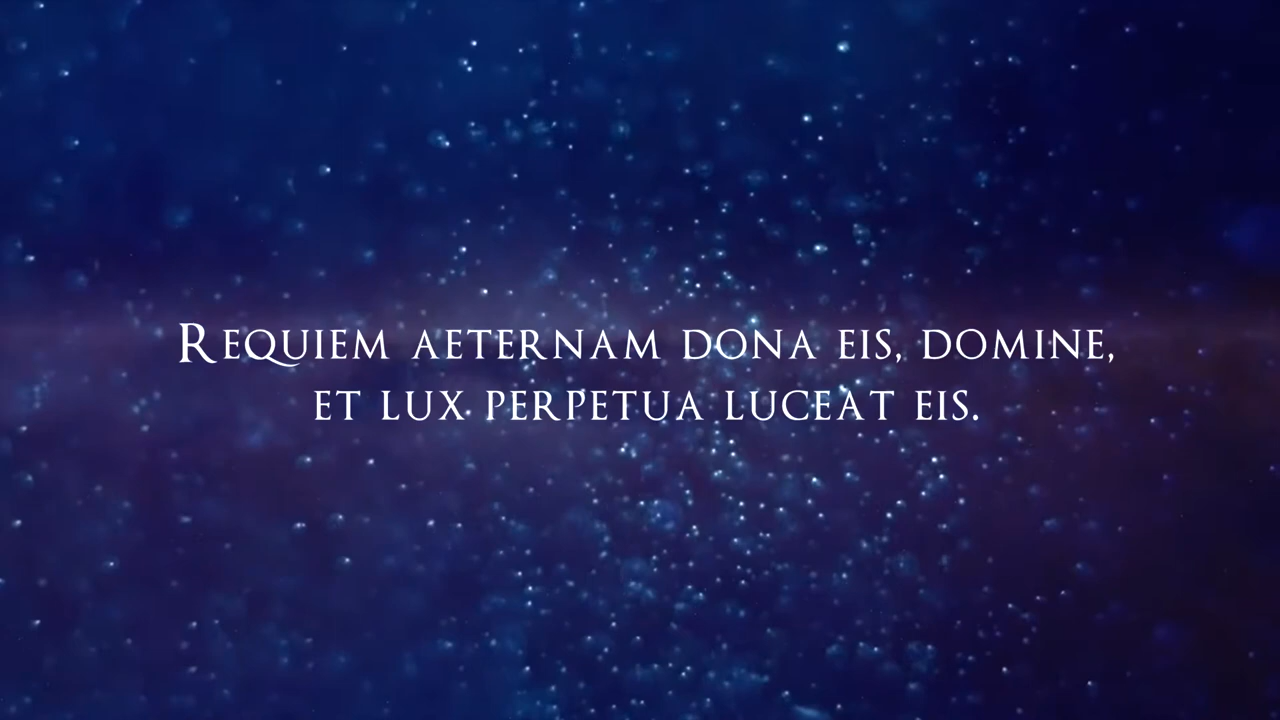 Requiem aeternam dona eis, domine,
et lux perpetua luceat eis.